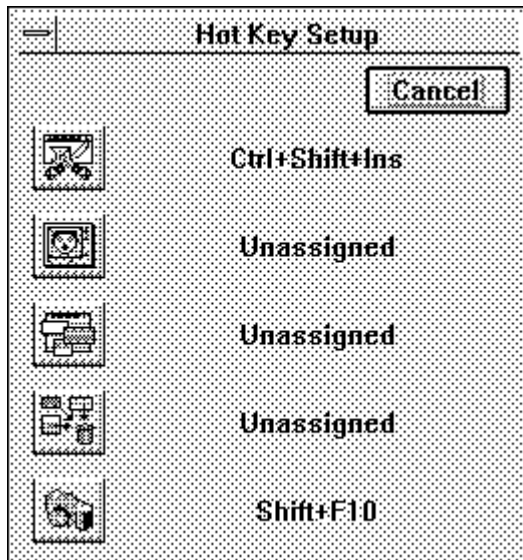 Hot Key Setup
Cancel
Ctrl+Shift+Ins
Unassigned
Unassigned
Unassigned
Shift+F10